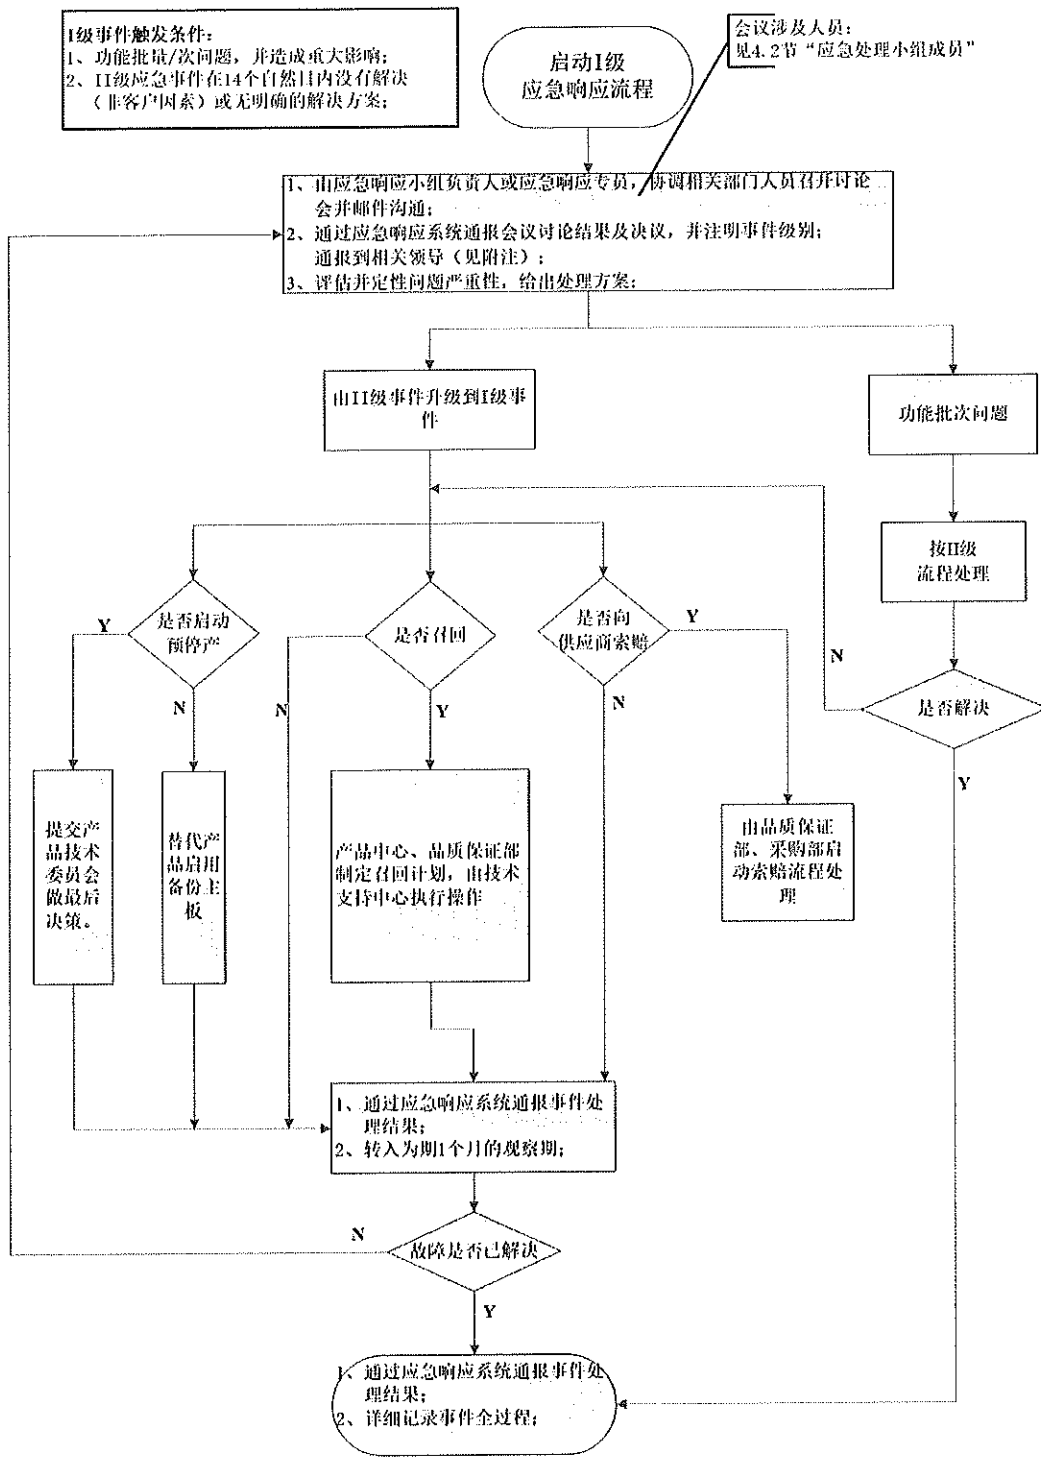 I级事件触发条件:
1、功能批量/次问题，并造成重大影响;
2、II级应急事件在14个自然日内没有解决
（非客户因素）或无明确的解决方案;
启动I级
应急响应流程
会议涉及人员:
见4.2节“应急处理小组成员”
1、由应急响应小组负责人或应急响应专员，协调相关部门人员召开讨论
会并邮件沟通;
2、通过应急响应系统通报会议讨论结果及决议，并注明事件级别;
通报到相关领导（见附注）;
3、评估并定性问题严重性，给出处理方案;
由II级事件升级到I级事
件
功能批次问题
按II级
流程处理
是否启动
预停产
是否召回
是否向
供应商索赔
是否解决
Y
N
N
Y
Y
N
N
Y
提交产
品技术
委员会
做最后
决策。
替代产
品启用
备份主
板
产品中心、品质保证部
制定召回计划，由技术
支持中心执行操作
由品质保证
部、采购部启
动索赔流程处
理
1、通过应急响应系统通报事件处
理结果;
2、转入为期1个月的观察期;
故障是否已解决
N
Y
1、通过应急响应系统通报事件处
理结果;
2、详细记录事件全过程;